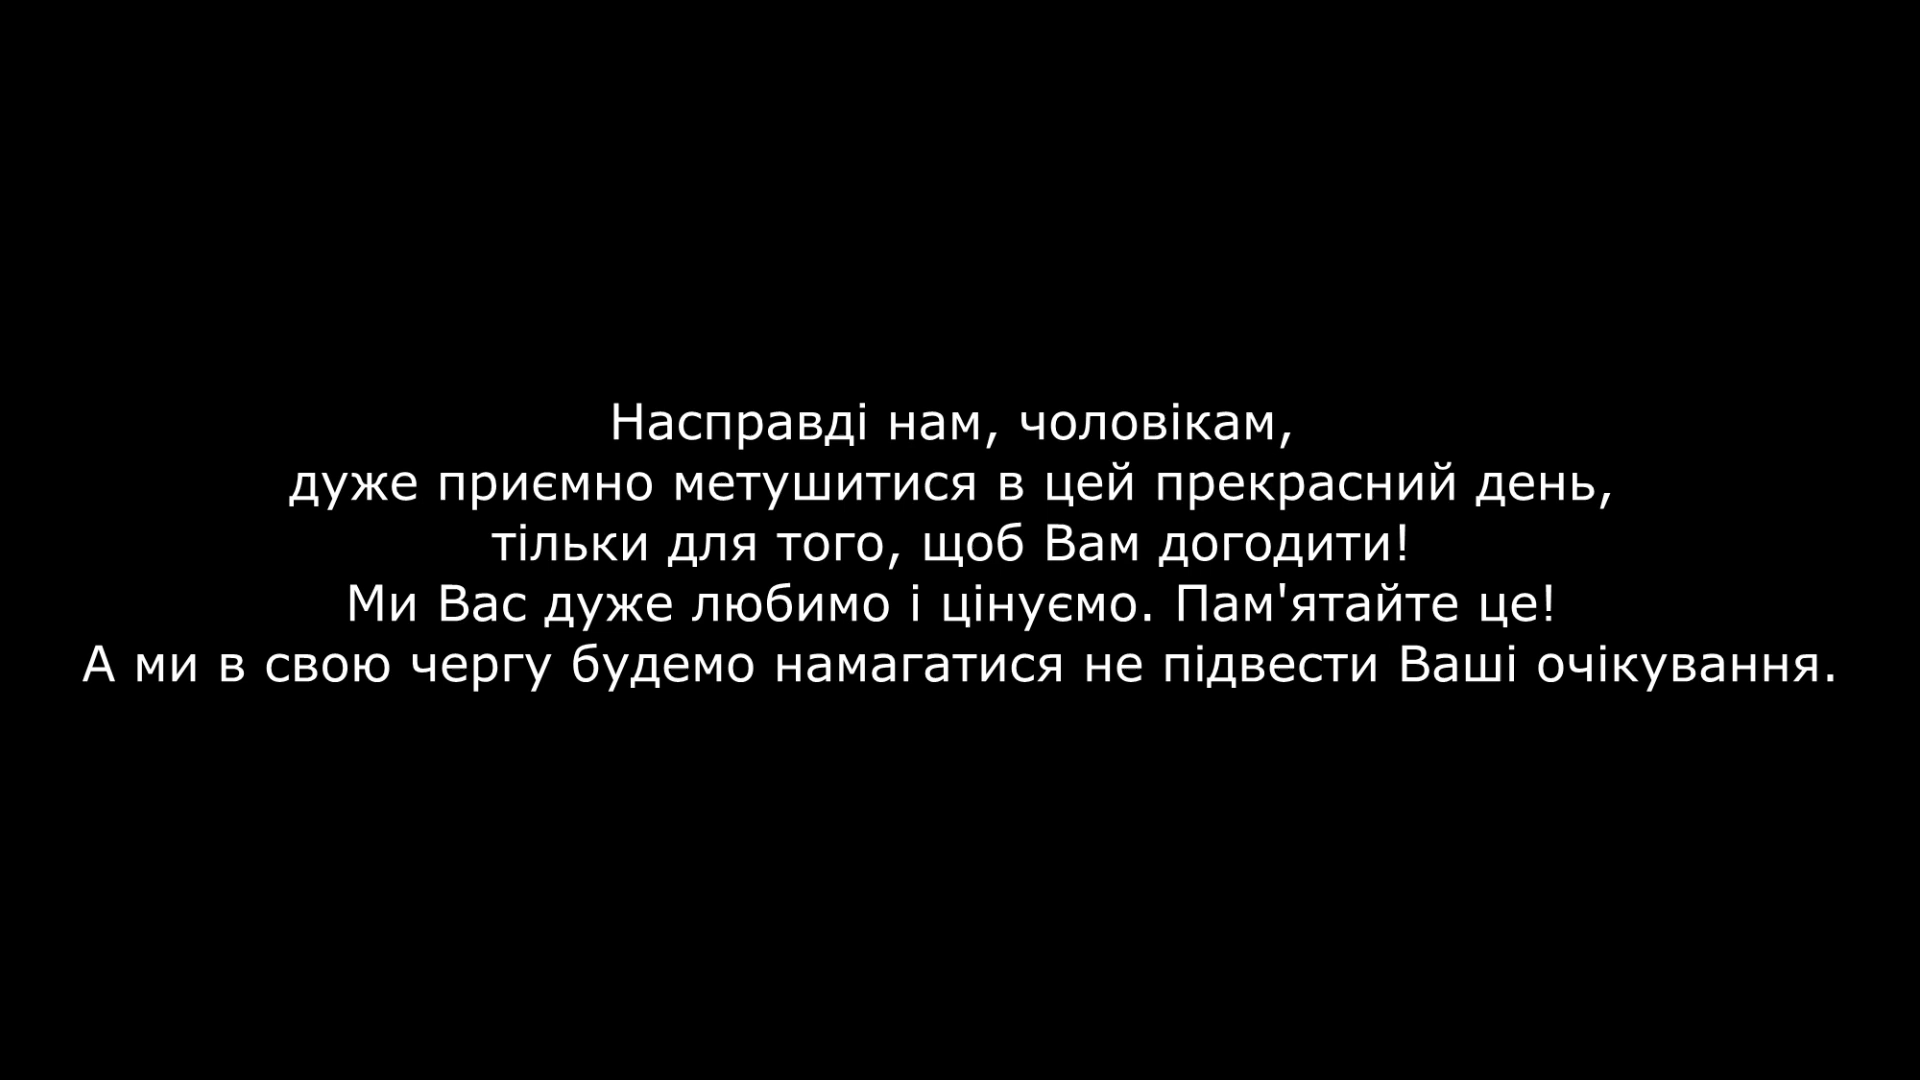 Насправді нам, чоловікам,
дуже приємно метушитися в цей прекрасний день,
тільки для того, щоб Вам догодити!
Ми Вас дуже любимо і цінуємо. Пам'ятайте це!
А ми в свою чергу будемо намагатися не підвести Ваші очікування.